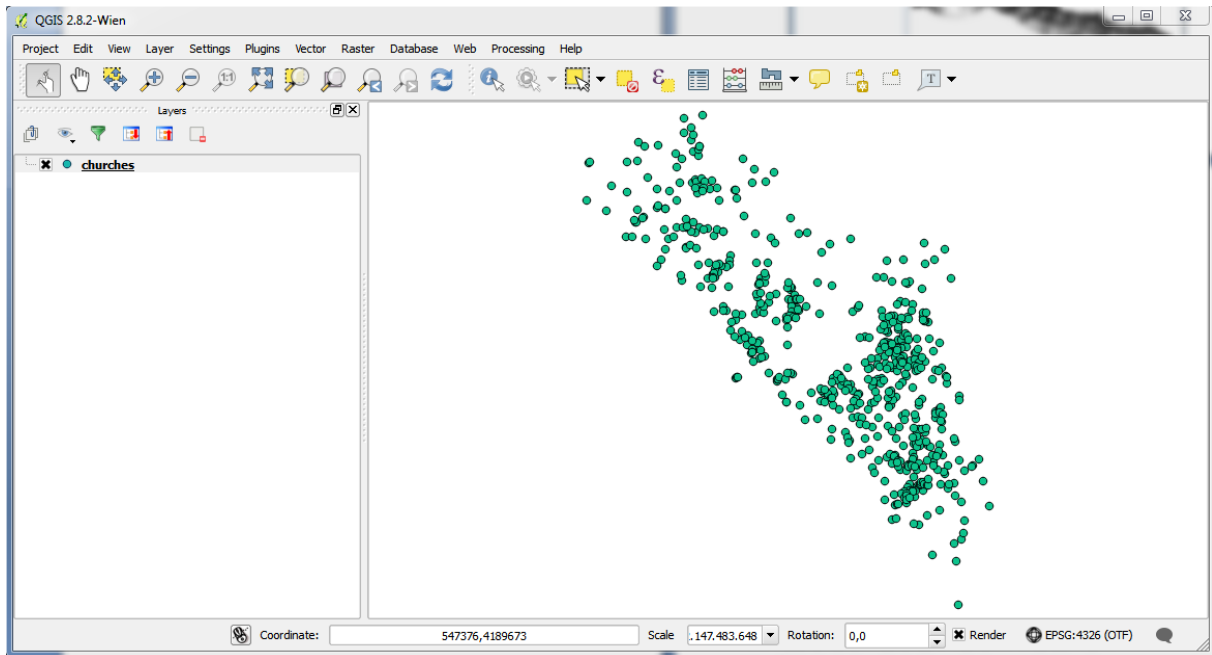 QGIS 2.8.2-Wien
Project Edit View Layer Settings Plugins Vector Raster Database Web Processing Help
Layers
churches
Coordinate: 547376,4189673 Scale .147.483.648 Rotation: 0,0 Render EPSG:4326 (OTF)